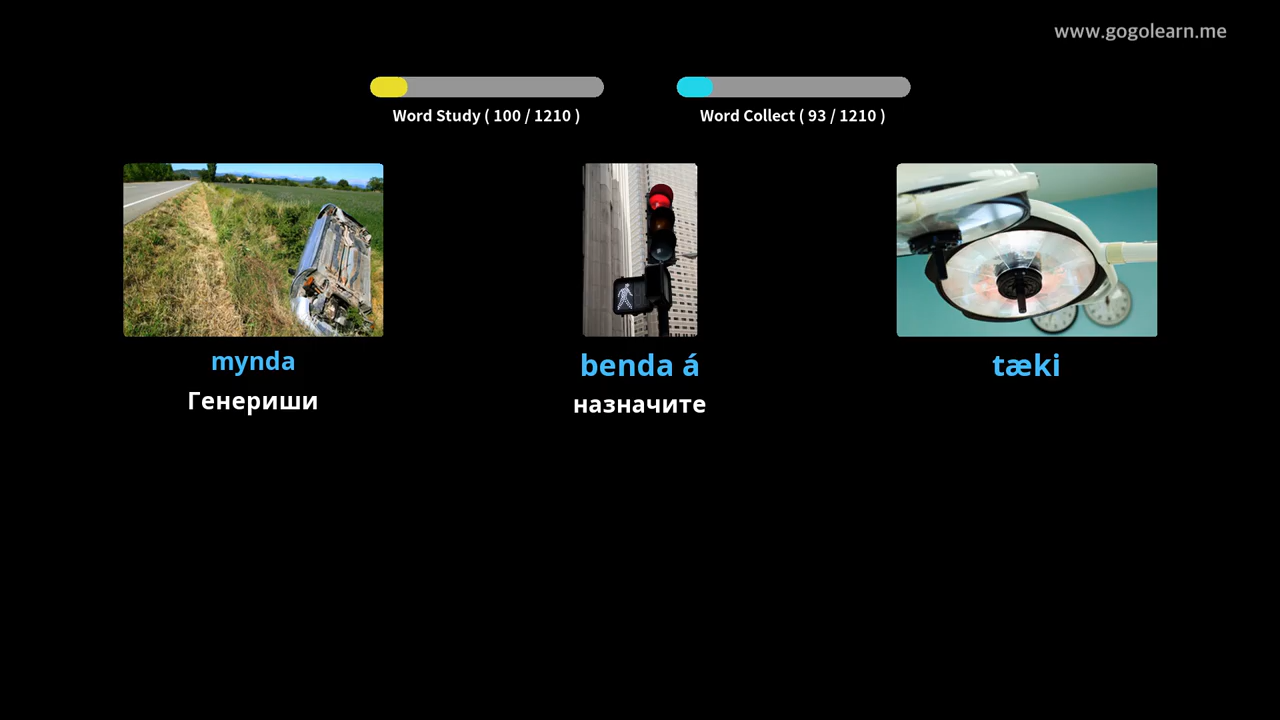 www.gogolearn.me
Word Study ( 100 / 1210 )
Word Collect ( 93 / 1210 )
mynda
Генериши
benda á
назначите
tæki